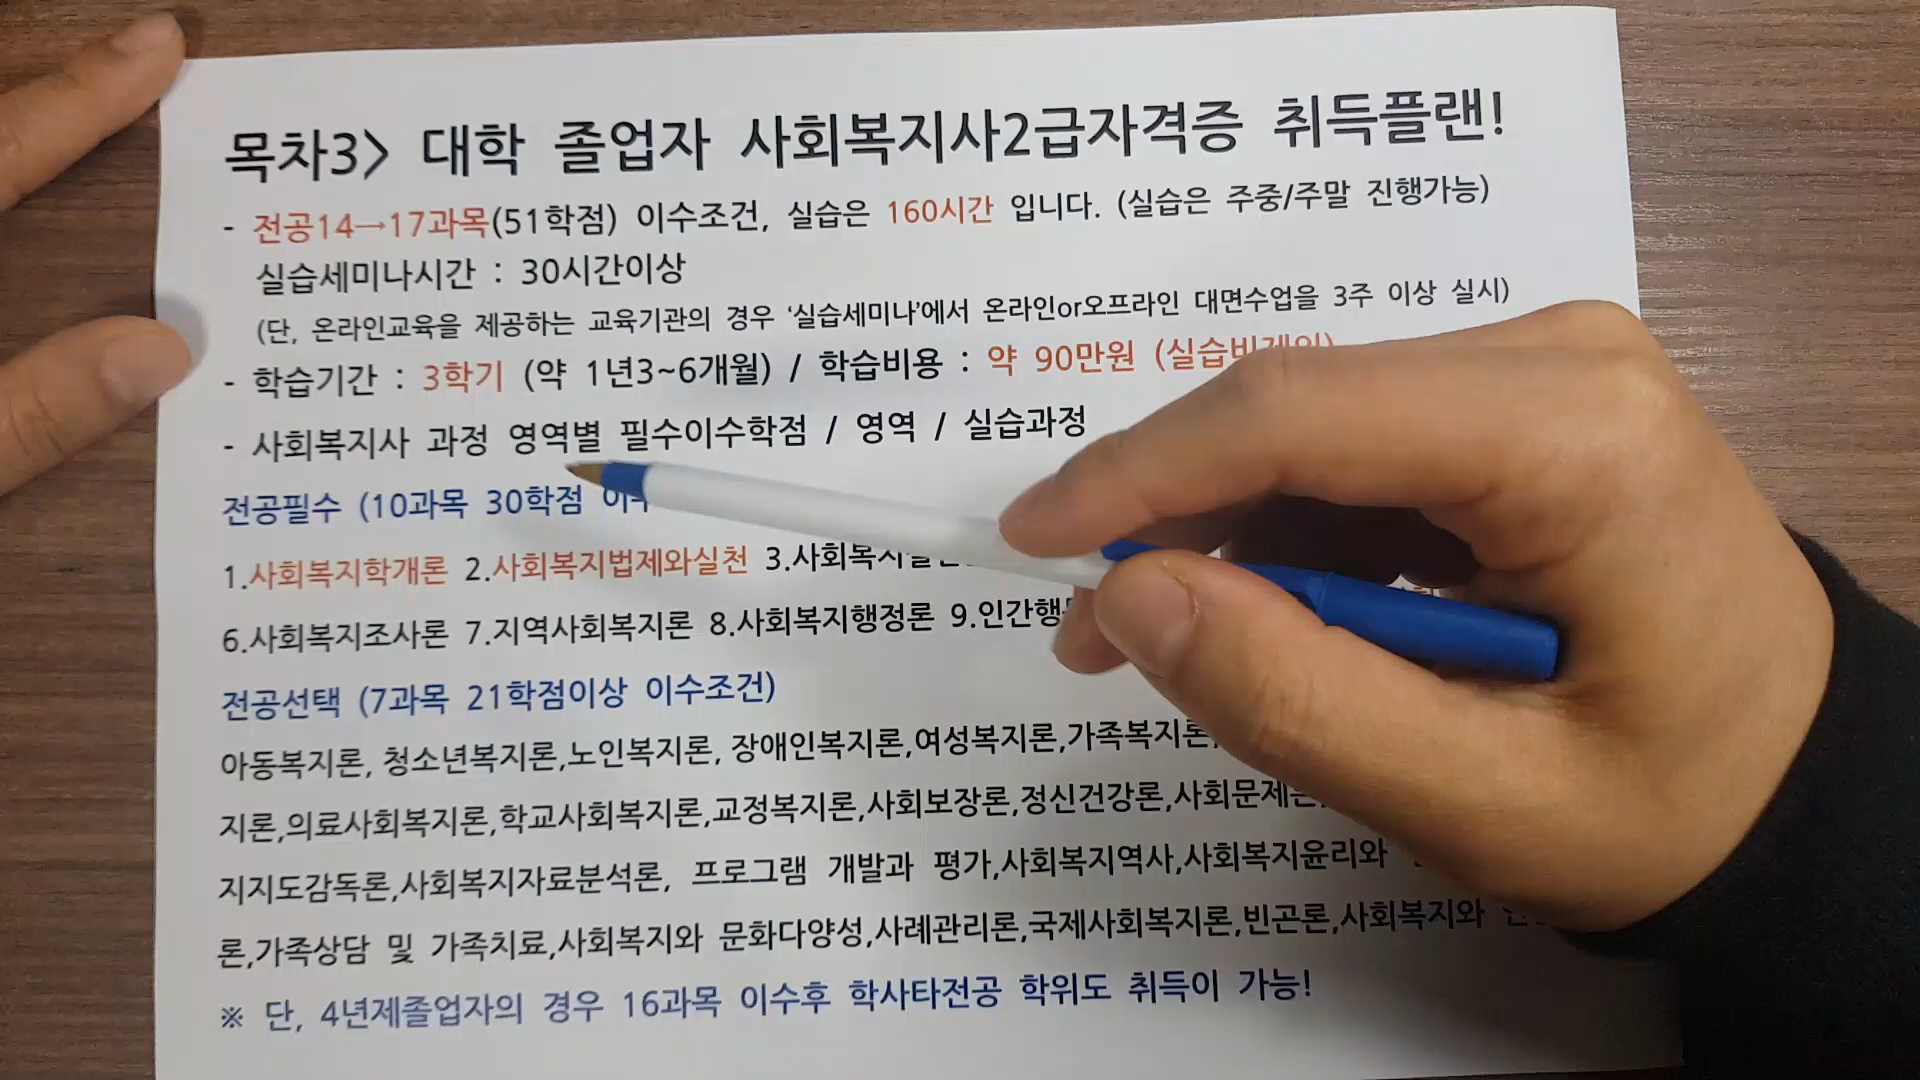 목차3> 대학 졸업자 사회복지사2급자격증 취득플랜!
- 전공14→17과목(51학점) 이수조건, 실습은 160시간 입니다. (실습은 주중/주말 진행가능)
실습세미나시간 : 30시간이상
(단, 온라인교육을 제공하는 교육기관의 경우 '실습세미나'에서 온라인or오프라인 대면수업을 3주 이상 실시)
- 학습기간 : 3학기 (약 1년3~6개월) / 학습비용 : 약 90만원 (실습비개인)
- 사회복지사 과정 영역별 필수이수학점 / 영역 / 실습과정
전공필수 (10과목 30학점
1.사회복지학개론 2.사회복지법제와실천 3.
6.사회복지조사론 7.지역사회복지론 8.사회복지행정론 9.
전공선택 (7과목 21학점이상 이수조건)
아동복지론, 청소년복지론,노인복지론, 장애인복지론,여성복지론,가족복지론,
지론,의료사회복지론,학교사회복지론,교정복지론,사회보장론,정신건강론,사회문제론,
지지도감독론,사회복지자료분석론, 프로그램 개발과 평가,사회복지역사,사회복지윤리와
론,가족상담 및 가족치료,사회복지와 문화다양성,사례관리론,국제사회복지론,빈곤론,사회복지와
※ 단, 4년제졸업자의 경우 16과목 이수후 학사타전공 학위도 취득이 가능!